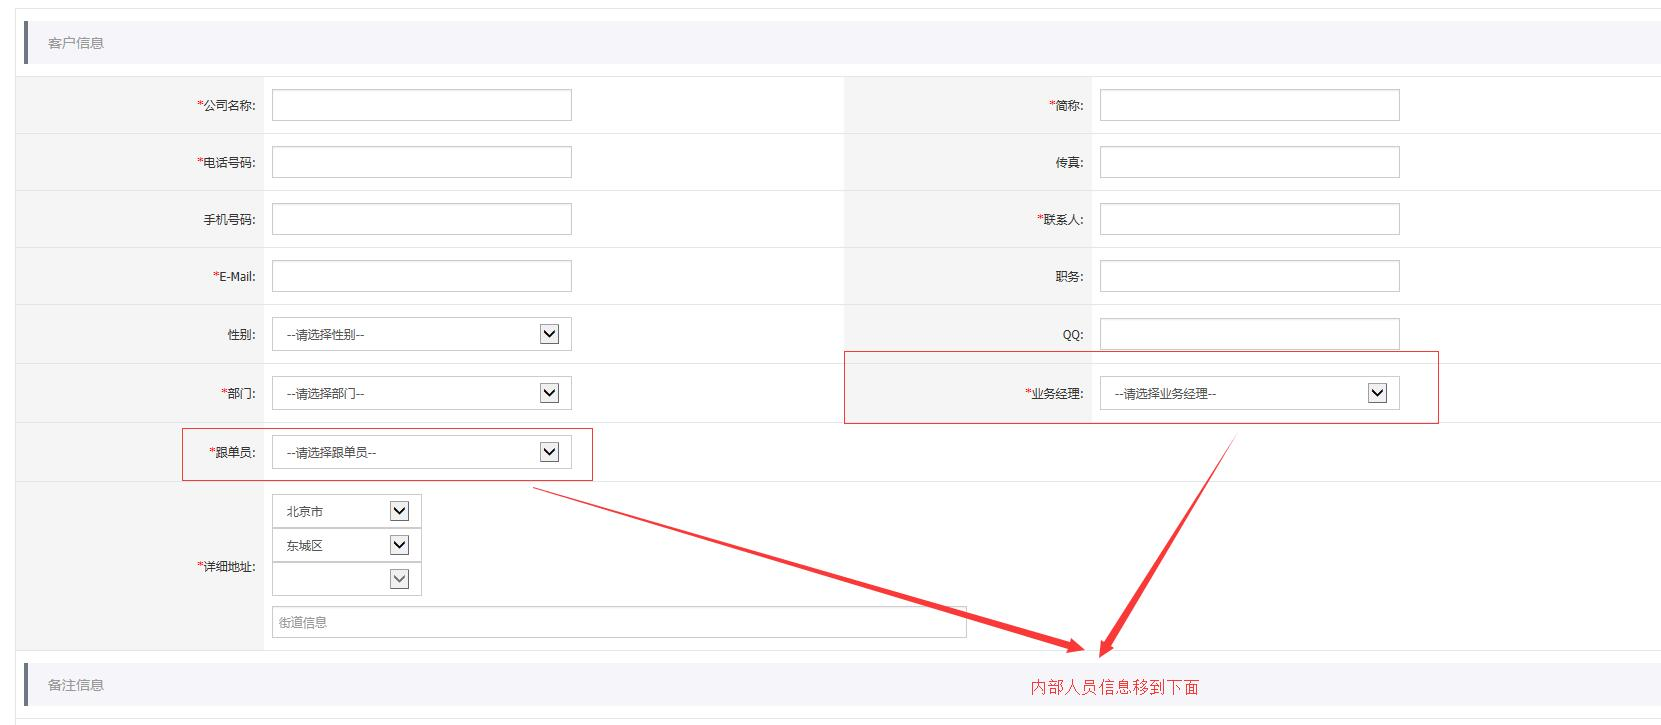 客户信息
*公司名称:
*简称:
*电话号码:
传真:
手机号码:
*联系人:
*E-Mail:
职务:
性别: --请选择性别--
QQ:
*部门: --请选择部门--
*业务经理: --请选择业务经理--
*跟单员: --请选择跟单员--
北京市
东城区
*详细地址:
街道信息
备注信息
内部人员信息移到下面